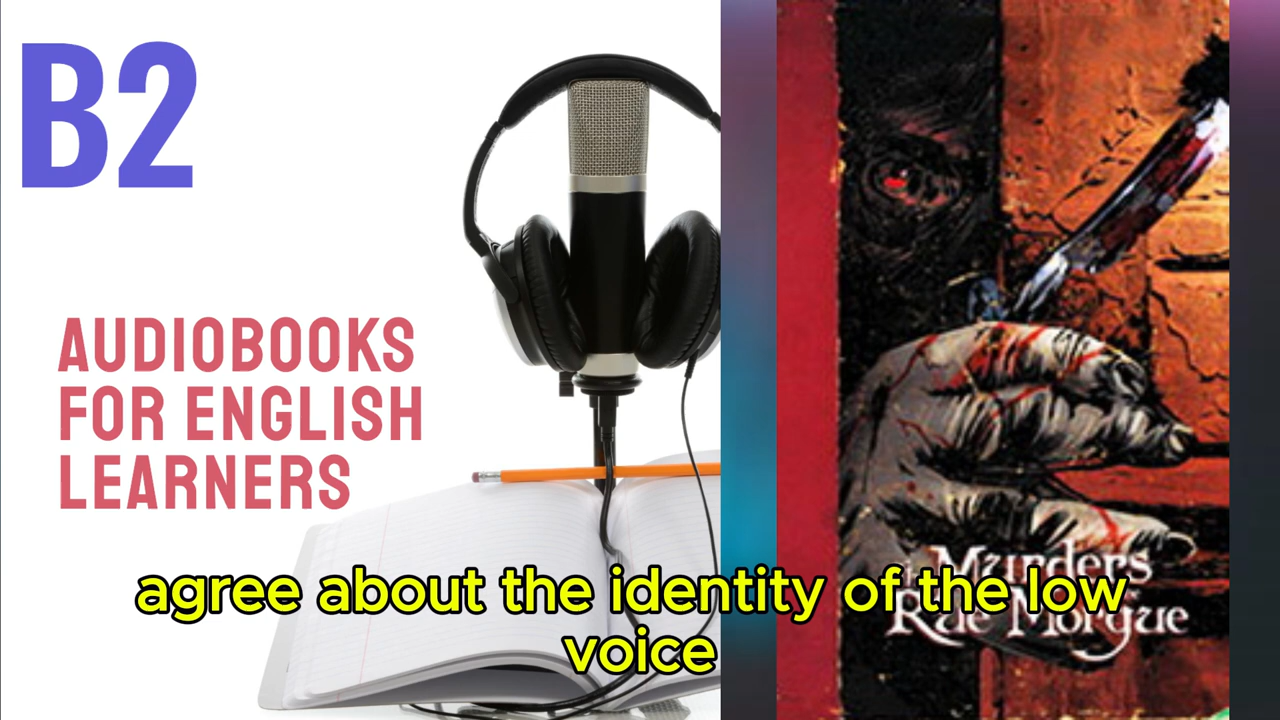 B2
AUDIOBOOKS
FOR ENGLISH
LEARNERS
Murders
Rue Morgue
agree about the identity of the low
voice